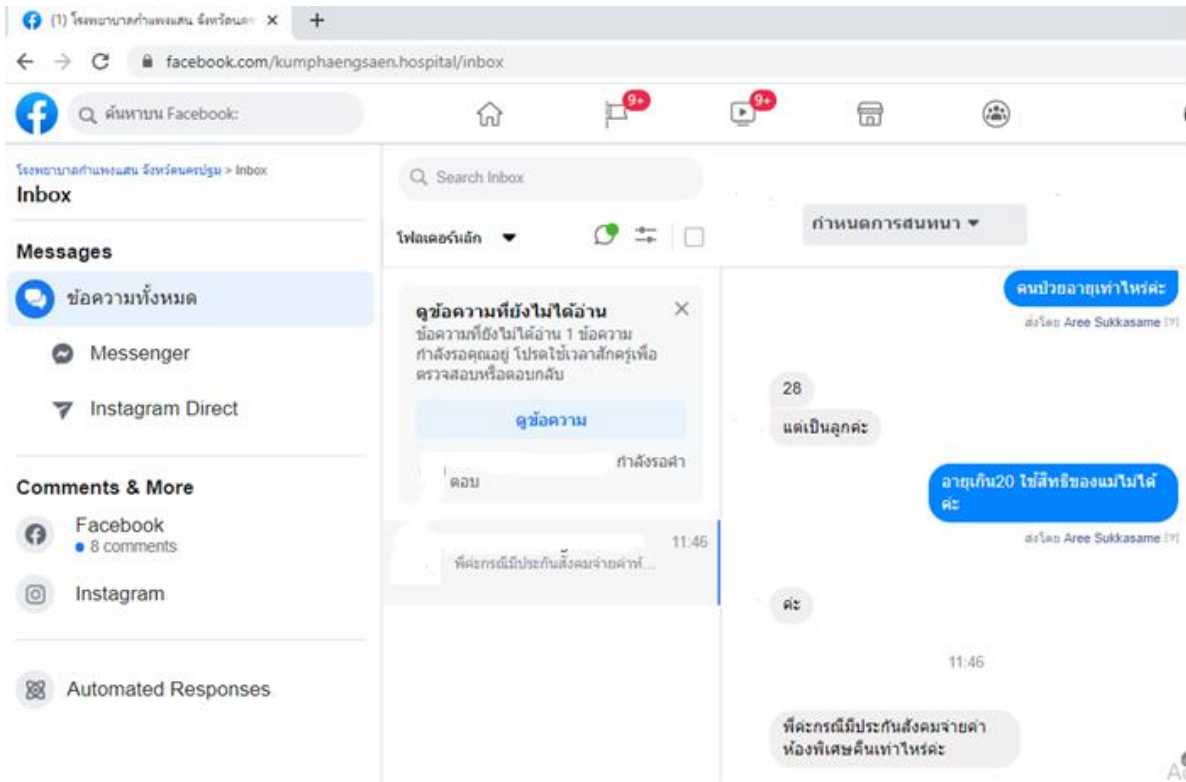 (1) โรงพยาบาลกำแพงแสน จังหวัดนคร
facebook.com/kumphaengsaen.hospital/inbox
ค้นหาบน Facebook:
9+
9+
โรงพยาบาลกำแพงแสน จังหวัดนครปฐม > Inbox
Inbox
Search Inbox
โฟลเดอร์หลัก
กำหนดการสนทนา
Messages
ข้อความทั้งหมด
Messenger
Instagram Direct
Comments & More
Facebook
8 comments
Instagram
Automated Responses
ดูข้อความที่ยังไม่ได้อ่าน
ข้อความที่ยังไม่ได้อ่าน 1 ข้อความ
กำลังรอคุณอยู่ โปรดใช้เวลาสักครู่เพื่อ
ตรวจสอบหรือตอบกลับ
ดูข้อความ
กำลังรอคำ
ตอบ
11:46
พี่ค่ะกรณีมีประกันสังคมจ่ายค่าห้...
คนป่วยอายุเท่าไหร่ค่ะ
ส่งโดย Aree Sukkasame [?]
28
แต่เป็นลูกค่ะ
อายุเกิน20 ใช้สิทธิของแม่ไม่ได้
ค่ะ
ส่งโดย Aree Sukkasame [?]
ค่ะ
11:46
พี่ค่ะกรณีมีประกันสังคมจ่ายค่า
ห้องพิเศษคืนเท่าไหร่ค่ะ